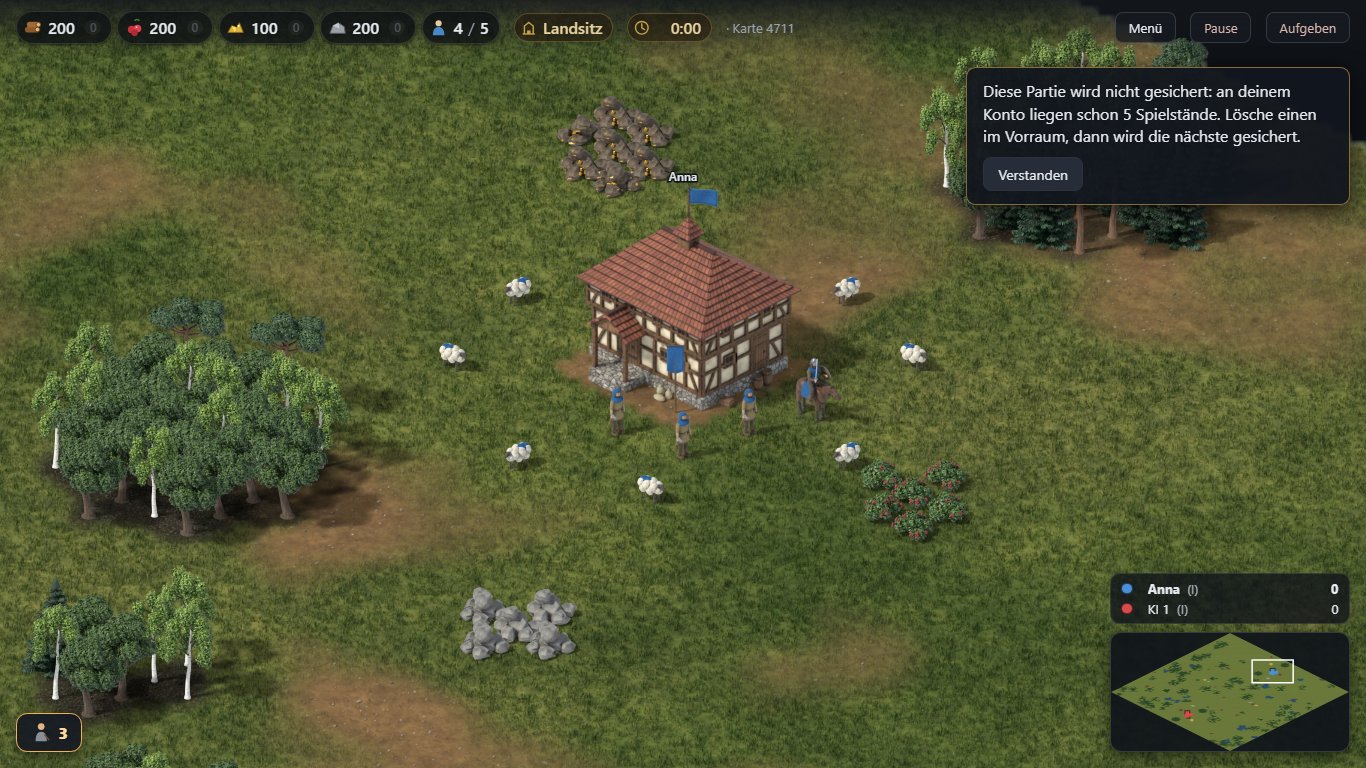 200 0 200 0 100 0 200 0 4 / 5 Landsitz 0:00 · Karte 4711 Menü Pause Aufgeben
Diese Partie wird nicht gesichert: an deinem
Konto liegen schon 5 Spielstände. Lösche einen
im Vorraum, dann wird die nächste gesichert.
Verstanden
Anna
Anna (I) 0
KI 1 (I) 0
3